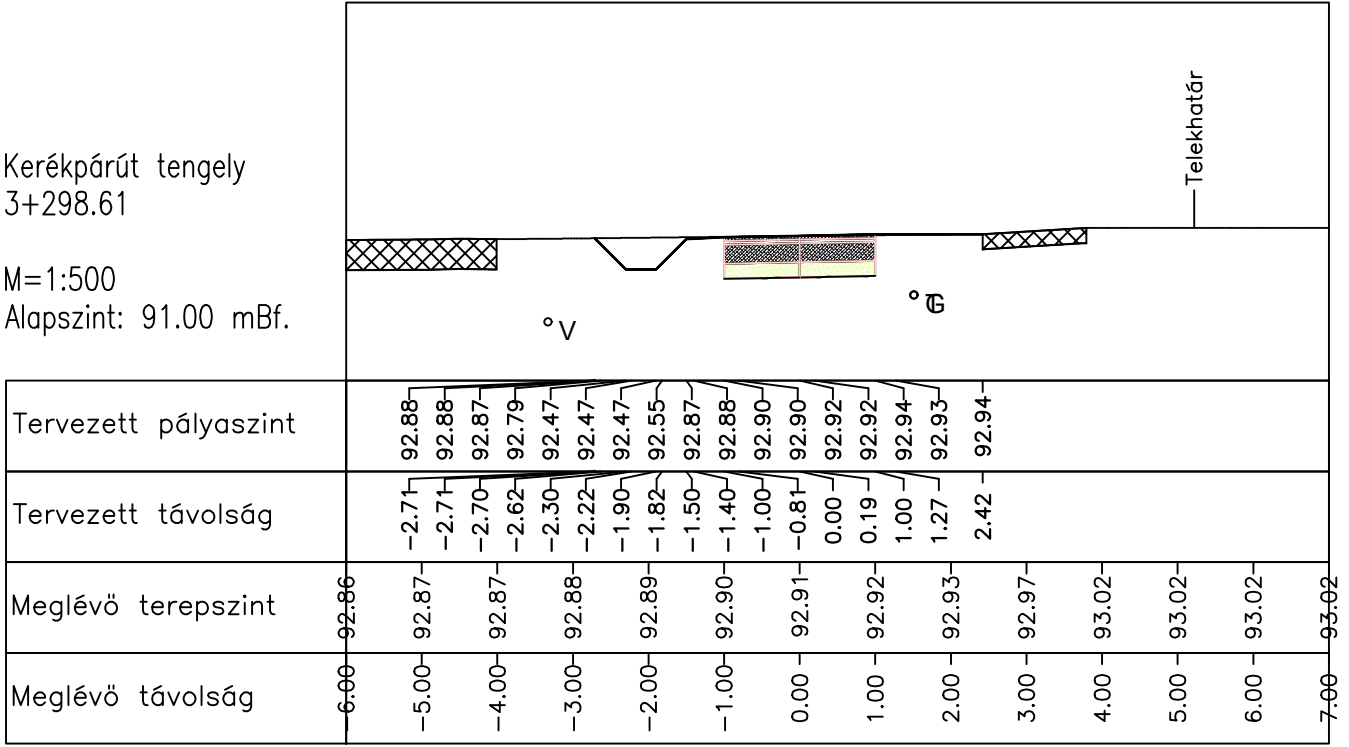 Telekhatár
Kerékpárút tengely
3+298.61
M=1:500
Alapszint: 91.00 mBf.
V
Tervezett pályaszint 92.88 92.88 92.87 92.79 92.47 92.47 92.47 92.55 92.87 92.88 92.90 92.90 92.92 92.92 92.94 92.93 92.94
Tervezett távolság -2.71 -2.71 -2.70 -2.62 -2.30 -2.22 -1.90 -1.82 -1.50 -1.40 -1.00 -0.81 0.00 0.19 1.00 1.27 2.42
Meglévő terepszint 92.86 92.87 92.87 92.88 92.89 92.90 92.91 92.92 92.93 92.97 93.02 93.02 93.02 93.02
Meglévő távolság -6.00 -5.00 -4.00 -3.00 -2.00 -1.00 0.00 1.00 2.00 3.00 4.00 5.00 6.00 7.00